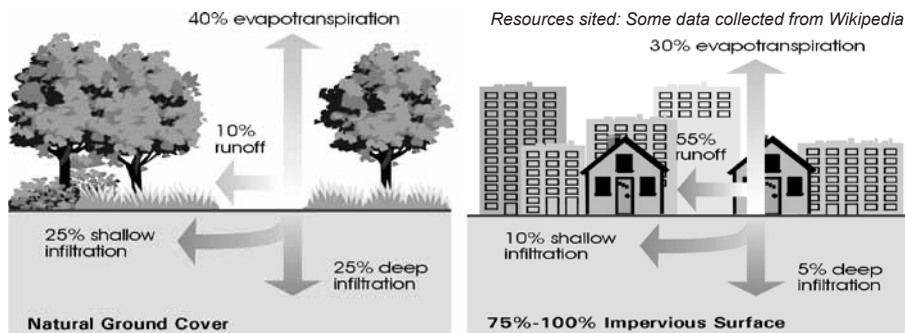 40% evapotranspiration
10%
runoff
25% shallow
infiltration
25% deep
infiltration
Natural Ground Cover
Resources sited: Some data collected from Wikipedia
30% evapotranspiration
55%
runoff
10% shallow
infiltration
5% deep
infiltration
75%-100% Impervious Surface